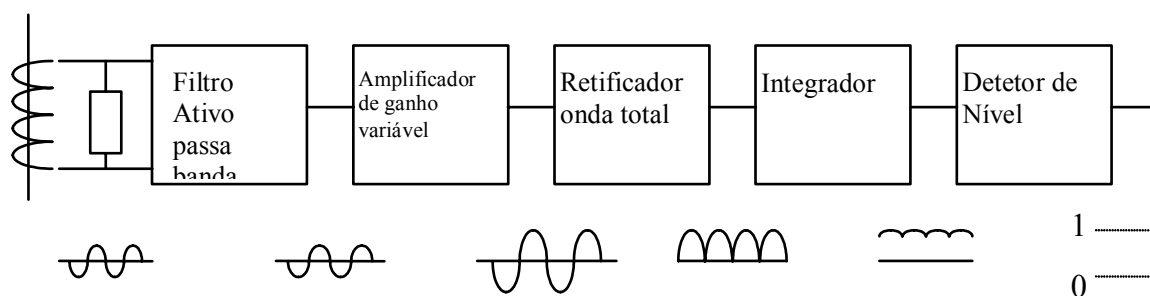 Filtro
Ativo
passa
banda
Amplificador
de ganho
variável
Retificador
onda total
Integrador
Detetor de
Nível
1
0